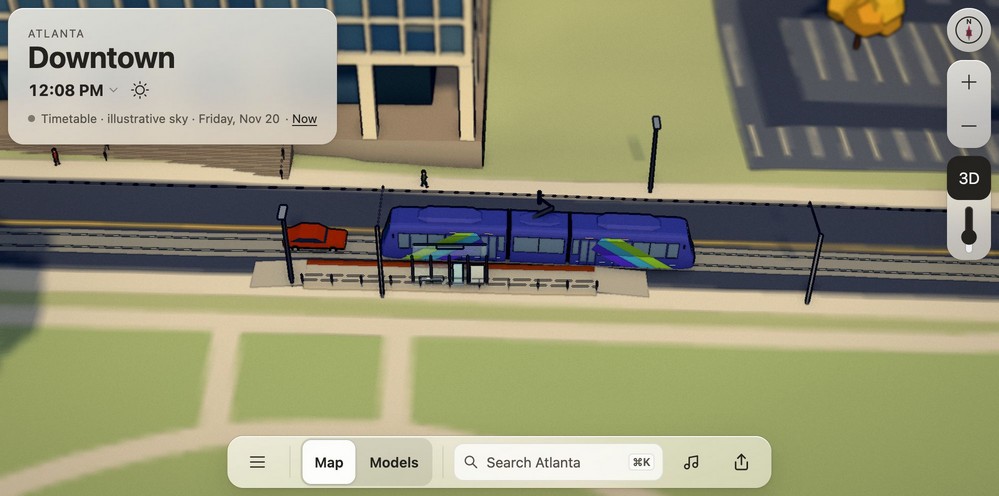 ATLANTA
Downtown
12:08 PM
Timetable · illustrative sky · Friday, Nov 20 · Now
N
3D
Map
Models
Search Atlanta
⌘K